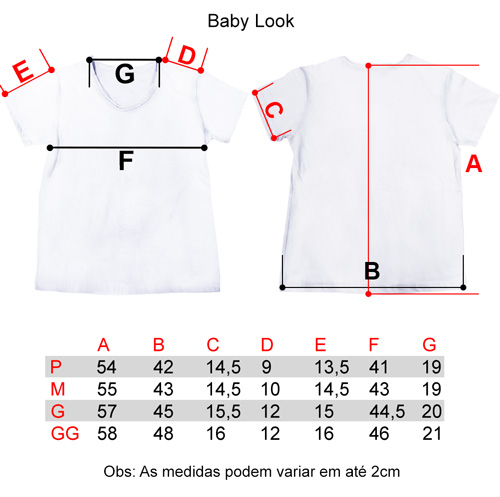 Baby Look
E G D
C
F
A
B
A B C D E F G
P 54 42 14,5 9 13,5 41 19
M 55 43 14,5 10 14,5 43 19
G 57 45 15,5 12 15 44,5 20
GG 58 48 16 12 16 46 21
Obs: As medidas podem variar em até 2cm